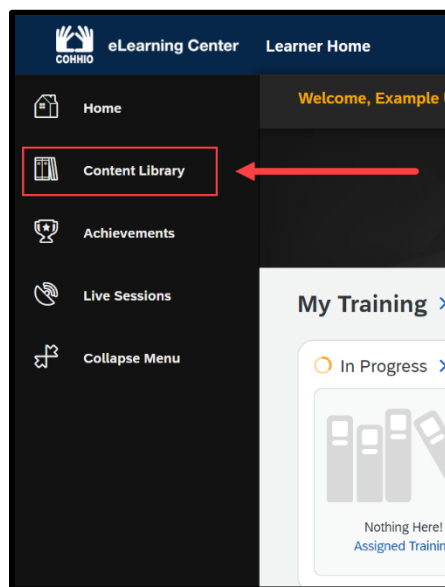 COHHIO
eLearning Center
Learner Home
Home
Content Library
Achievements
Live Sessions
Collapse Menu
Welcome, Example
My Training
In Progress
Nothing Here!
Assigned